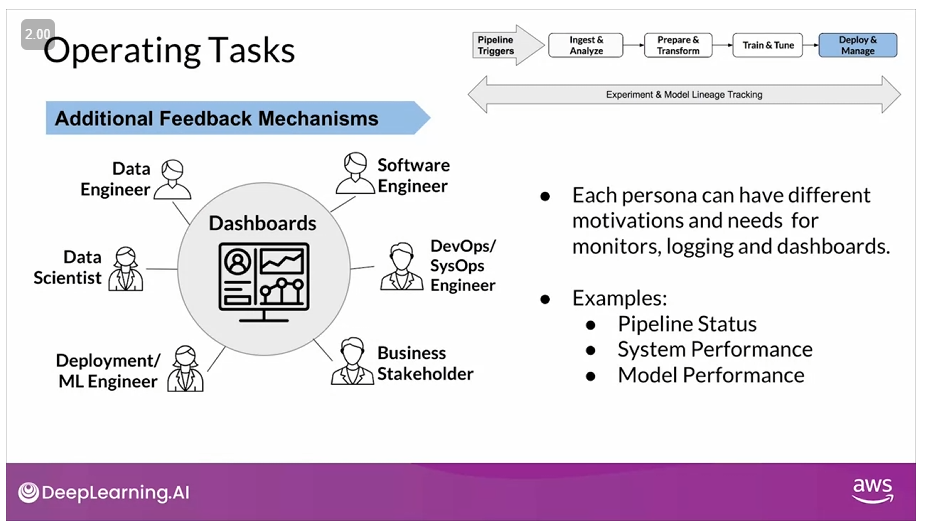 2.00
Operating Tasks
Pipeline
Triggers
Ingest &
Analyze
Prepare &
Transform
Train & Tune
Deploy &
Manage
Experiment & Model Lineage Tracking
Additional Feedback Mechanisms
Data
Engineer
Software
Engineer
Dashboards
Data
Scientist
DevOps/
SysOps
Engineer
Deployment/
ML Engineer
Business
Stakeholder
● Each persona can have different
motivations and needs for
monitors, logging and dashboards.
● Examples:
● Pipeline Status
● System Performance
● Model Performance
DeepLearning.AI
aws